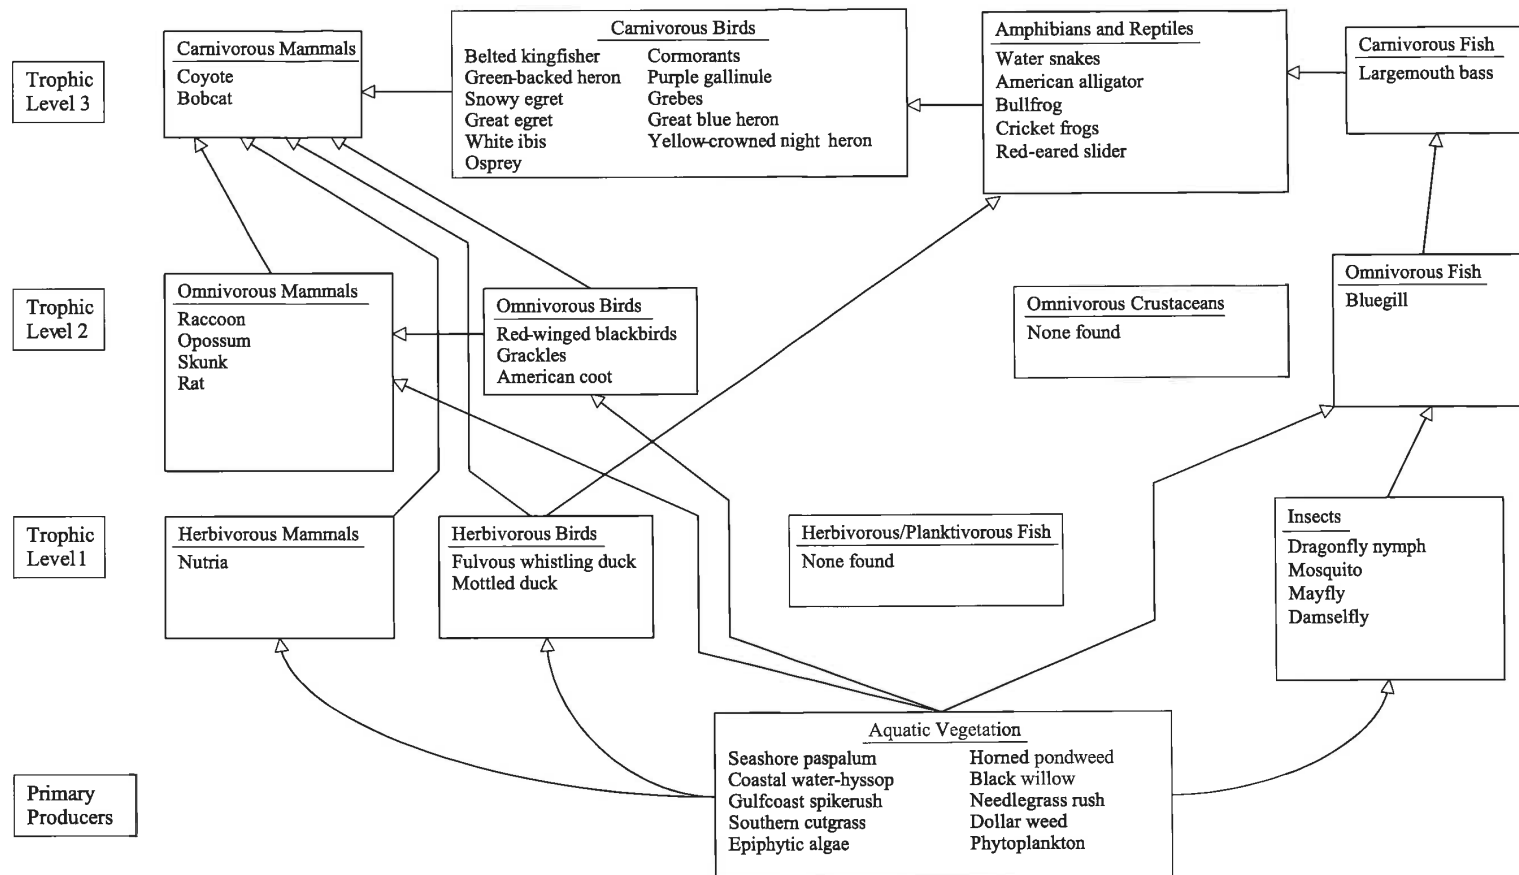 Trophic
Level 3
Carnivorous Mammals
Coyote
Bobcat
Carnivorous Birds
Belted kingfisher
Green-backed heron
Snowy egret
Great egret
White ibis
Osprey
Cormorants
Purple gallinule
Grebes
Great blue heron
Yellow-crowned night heron
Amphibians and Reptiles
Water snakes
American alligator
Bullfrog
Cricket frogs
Red-eared slider
Carnivorous Fish
Largemouth bass
Trophic
Level 2
Omnivorous Mammals
Raccoon
Opossum
Skunk
Rat
Omnivorous Birds
Red-winged blackbirds
Grackles
American coot
Omnivorous Crustaceans
None found
Omnivorous Fish
Bluegill
Trophic
Level 1
Herbivorous Mammals
Nutria
Herbivorous Birds
Fulvous whistling duck
Mottled duck
Herbivorous/Planktivorous Fish
None found
Insects
Dragonfly nymph
Mosquito
Mayfly
Damselfly
Primary
Producers
Aquatic Vegetation
Seashore paspalum
Coastal water-hyssop
Gulfcoast spikerush
Southern cutgrass
Epiphytic algae
Horned pondweed
Black willow
Needlegrass rush
Dollar weed
Phytoplankton